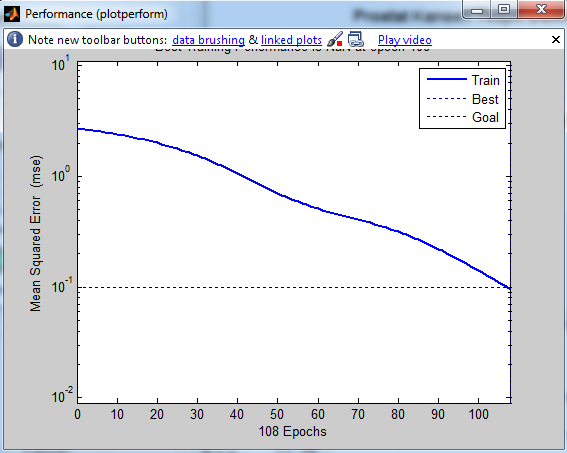 Performance (plotperform)
Note new toolbar buttons: data brushing & linked plots Play video
Train
Best
Goal
Mean Squared Error (mse)
10^1
10^0
10^-1
10^-2
0 10 20 30 40 50 60 70 80 90 100
108 Epochs